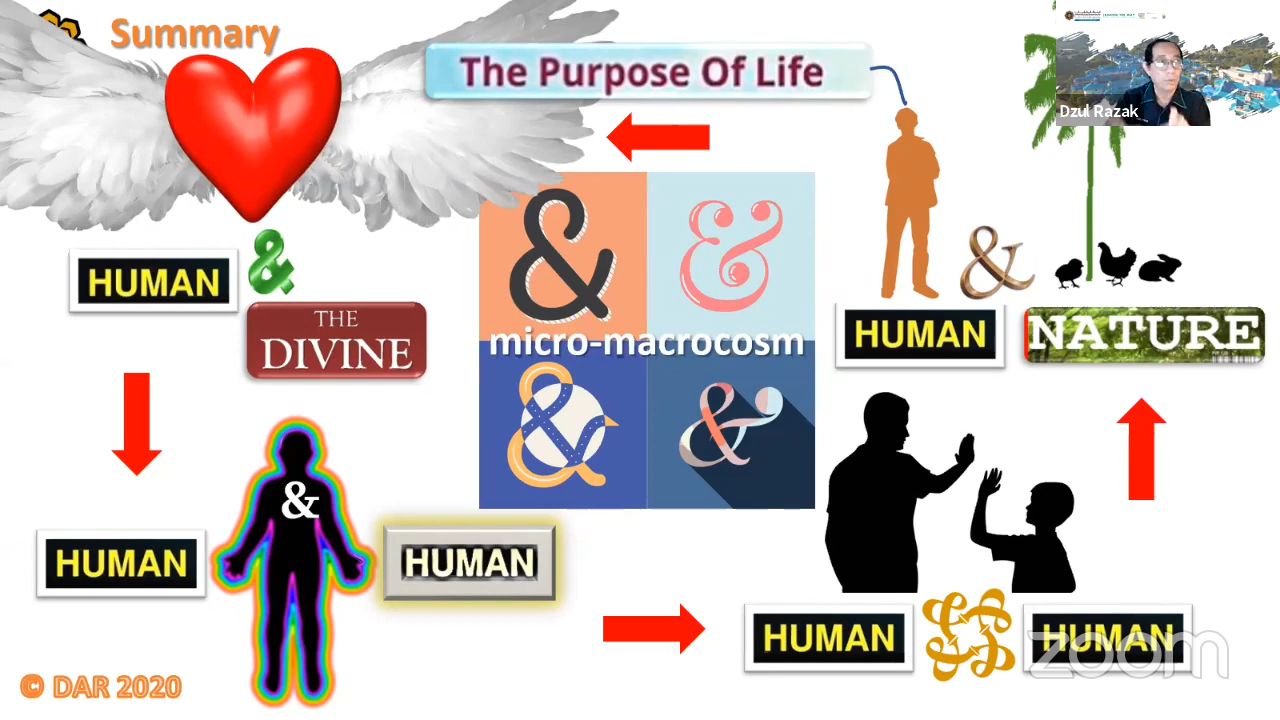 Summary
The Purpose Of Life
Dzul Razak
HUMAN
&
THE
DIVINE
& &
micro-macrocosm
& &
HUMAN
&
NATURE
HUMAN
&
HUMAN
HUMAN
HUMAN
zoom
© DAR 2020